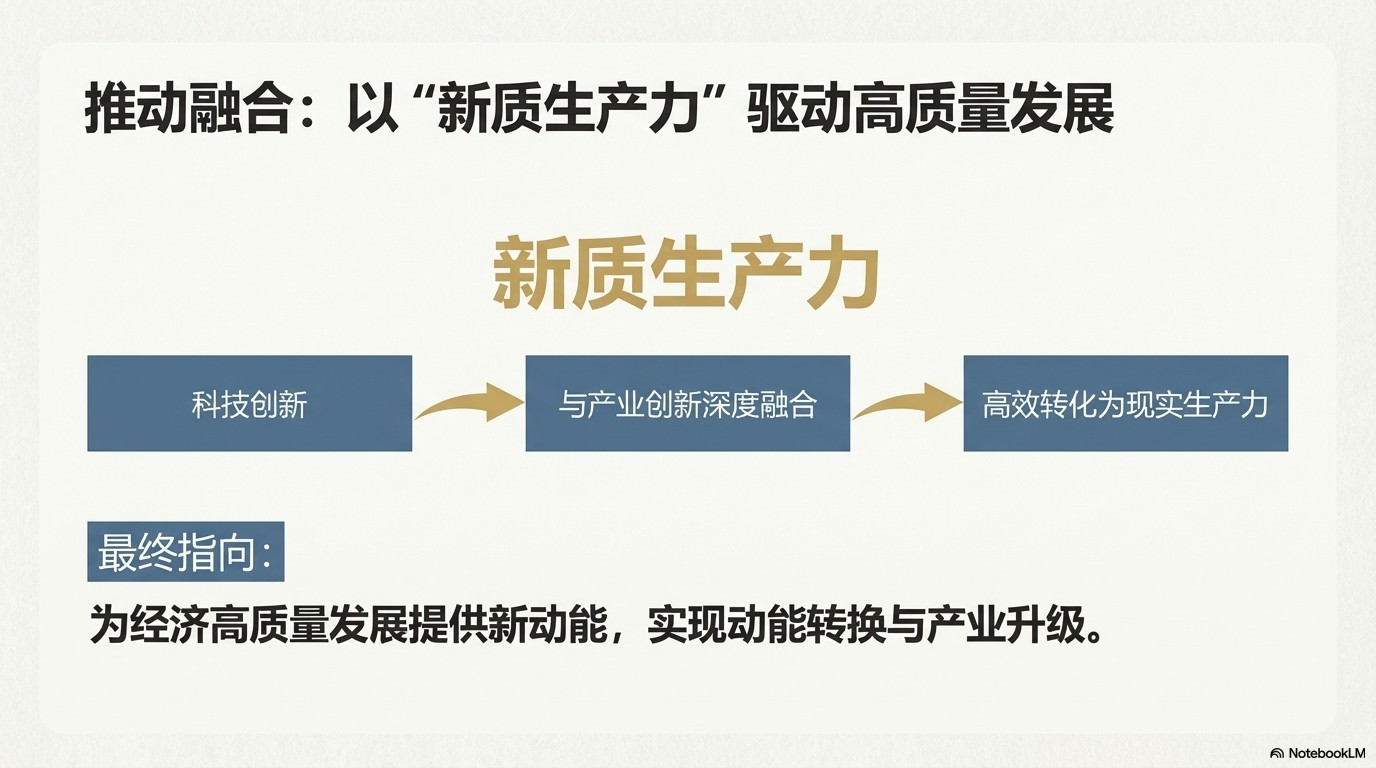 推动融合：以“新质生产力”驱动高质量发展
新质生产力
科技创新
与产业创新深度融合
高效转化为现实生产力
最终指向：
为经济高质量发展提供新动能，实现动能转换与产业升级。
NotebookLM